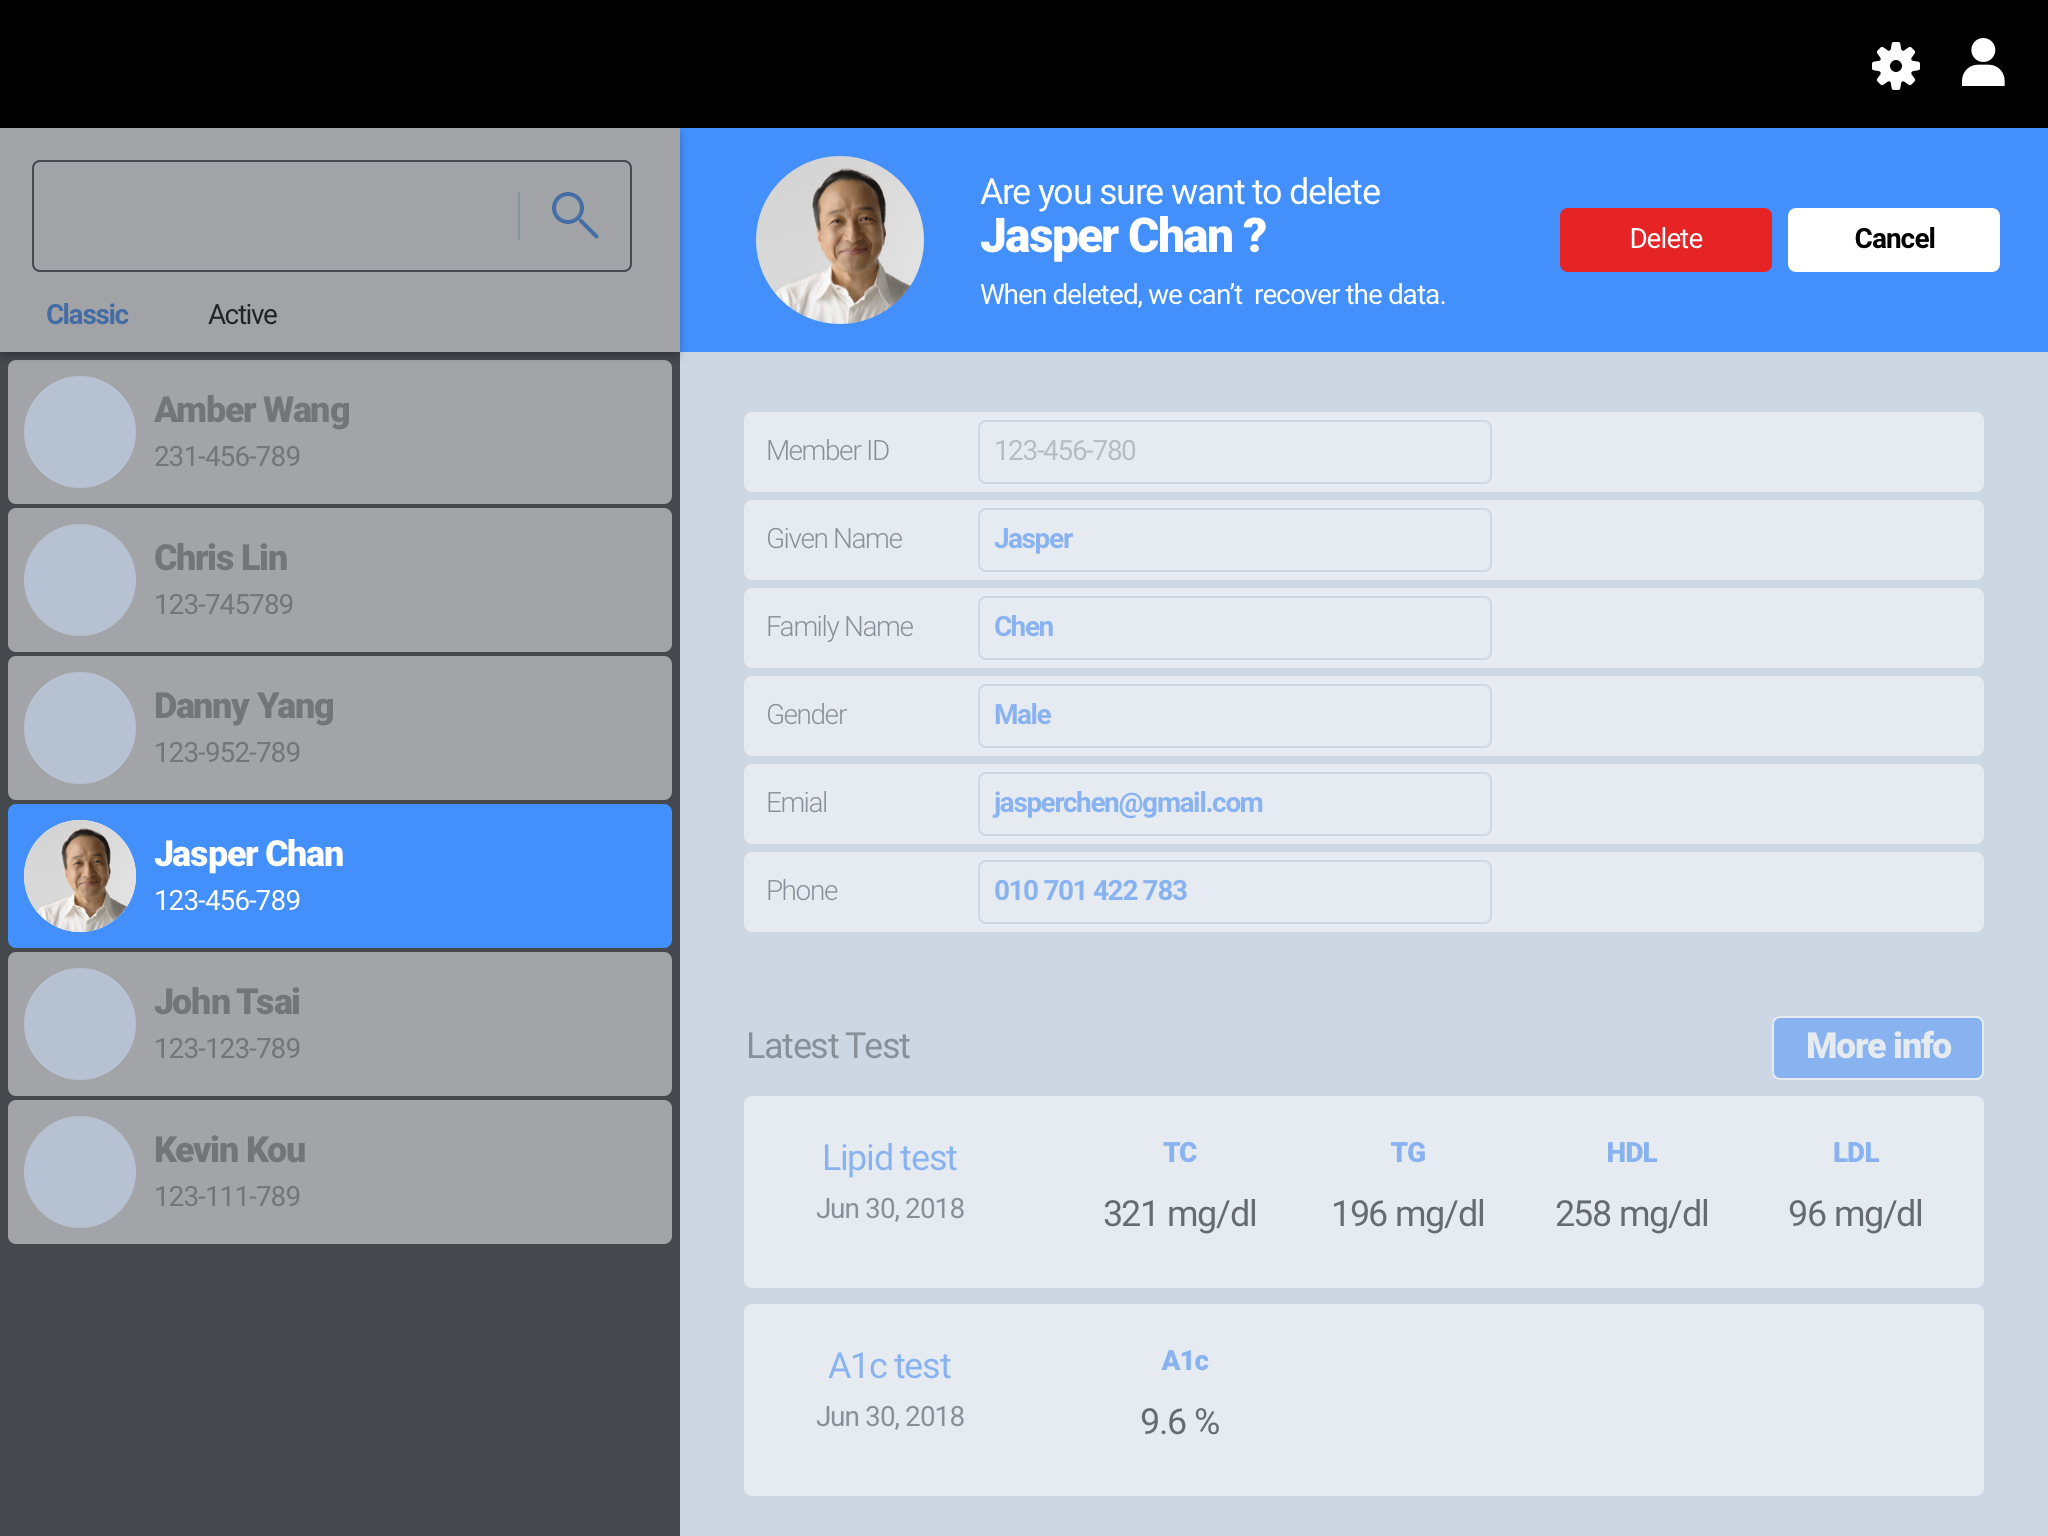 Classic
Active
Amber Wang
231-456-789
Chris Lin
123-745789
Danny Yang
123-952-789
Jasper Chan
123-456-789
John Tsai
123-123-789
Kevin Kou
123-111-789
Are you sure want to delete
Jasper Chan ?
When deleted, we can’t  recover the data.
Delete
Cancel
Member ID
123-456-780
Given Name
Jasper
Family Name
Chen
Gender
Male
Emial
jasperchen@gmail.com
Phone
010 701 422 783
Latest Test
More info
Lipid test
Jun 30, 2018
TC
321 mg/dl
TG
196 mg/dl
HDL
258 mg/dl
LDL
96 mg/dl
A1c test
Jun 30, 2018
A1c
9.6 %